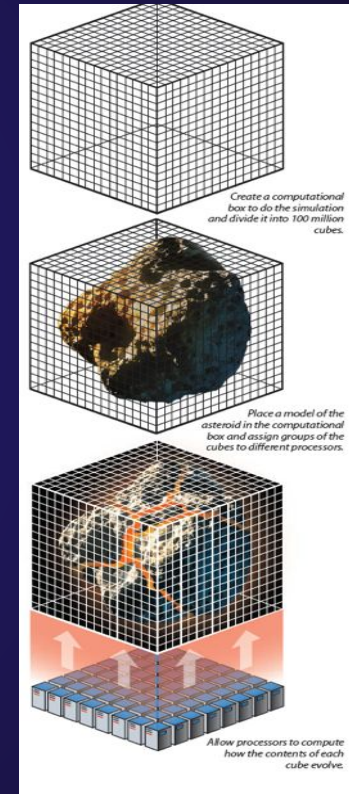 Create a computational
box to do the simulation
and divide it into 100 million
cubes.
Place a model of the
asteroid in the computational
box and assign groups of the
cubes to different processors.
Allow processors to compute
how the contents of each
cube evolve.